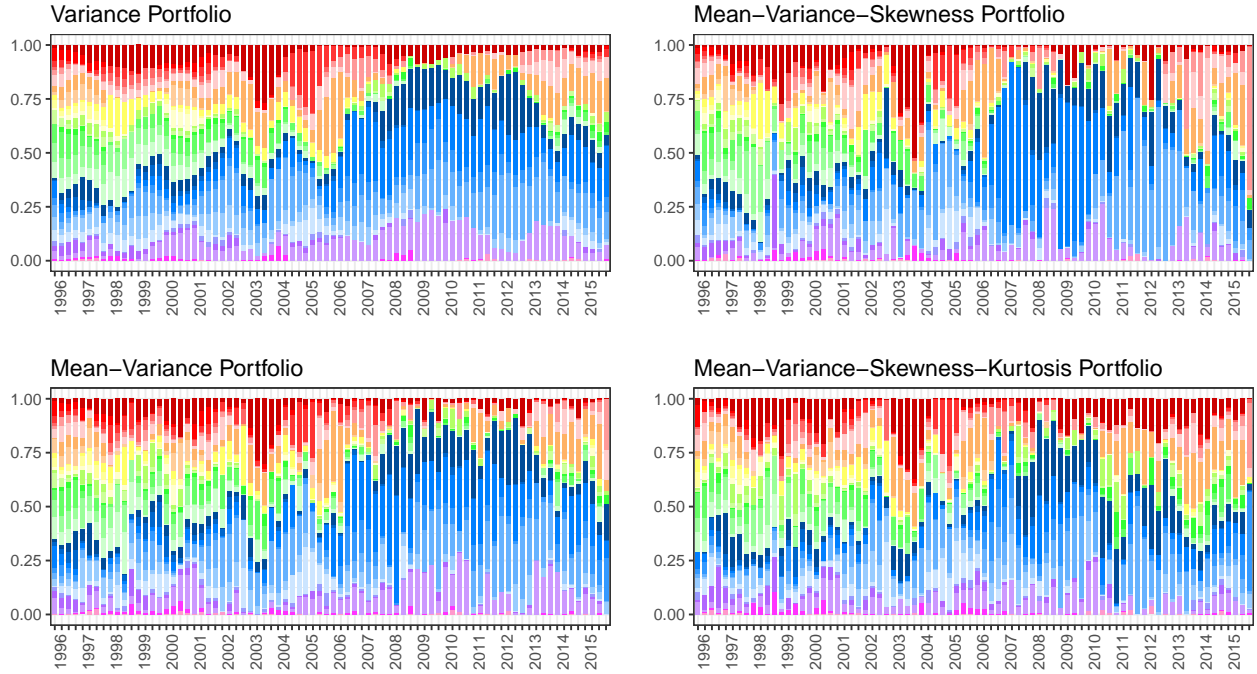 Variance Portfolio
1.00
0.75
0.50
0.25
0.00
1996 1997 1998 1999 2000 2001 2002 2003 2004 2005 2006 2007 2008 2009 2010 2011 2012 2013 2014 2015
Mean−Variance−Skewness Portfolio
1.00
0.75
0.50
0.25
0.00
1996 1997 1998 1999 2000 2001 2002 2003 2004 2005 2006 2007 2008 2009 2010 2011 2012 2013 2014 2015
Mean−Variance Portfolio
1.00
0.75
0.50
0.25
0.00
1996 1997 1998 1999 2000 2001 2002 2003 2004 2005 2006 2007 2008 2009 2010 2011 2012 2013 2014 2015
Mean−Variance−Skewness−Kurtosis Portfolio
1.00
0.75
0.50
0.25
0.00
1996 1997 1998 1999 2000 2001 2002 2003 2004 2005 2006 2007 2008 2009 2010 2011 2012 2013 2014 2015